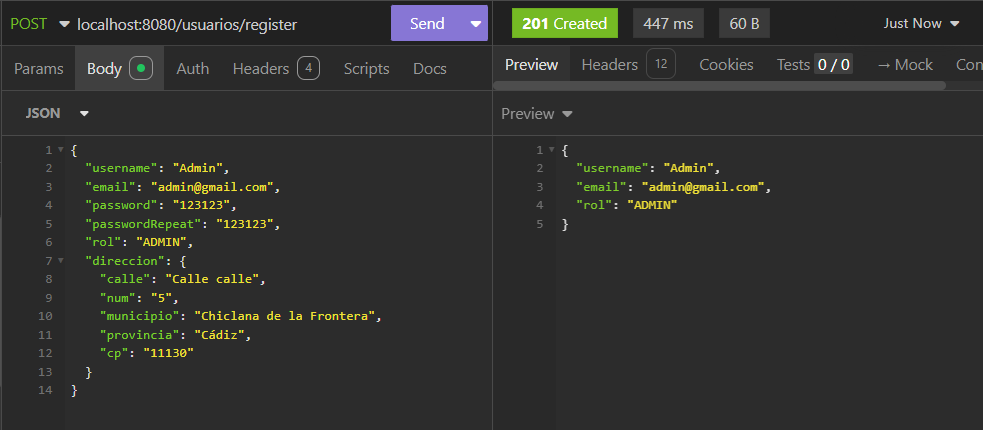 POST localhost:8080/usuarios/register Send 201 Created 447 ms 60 B Just Now
Params Body Auth Headers 4 Scripts Docs
Preview Headers 12 Cookies Tests 0 / 0 → Mock Con
JSON
Preview
1 {
2 "username": "Admin",
3 "email": "admin@gmail.com",
4 "password": "123123",
5 "passwordRepeat": "123123",
6 "rol": "ADMIN",
7 "direccion": {
8 "calle": "Calle calle",
9 "num": "5",
10 "municipio": "Chiclana de la Frontera",
11 "provincia": "Cádiz",
12 "cp": "11130"
13 }
14 }
1 {
2 "username": "Admin",
3 "email": "admin@gmail.com",
4 "rol": "ADMIN"
5 }